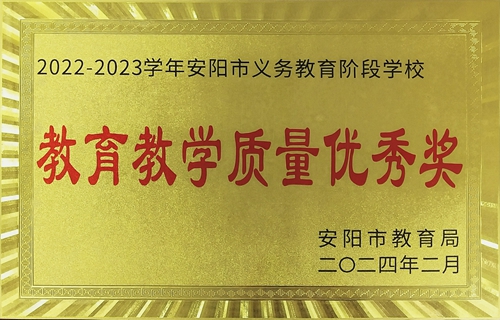 2022-2023学年安阳市义务教育阶段学校
教育教学质量优秀奖
安阳市教育局
二〇二四年二月